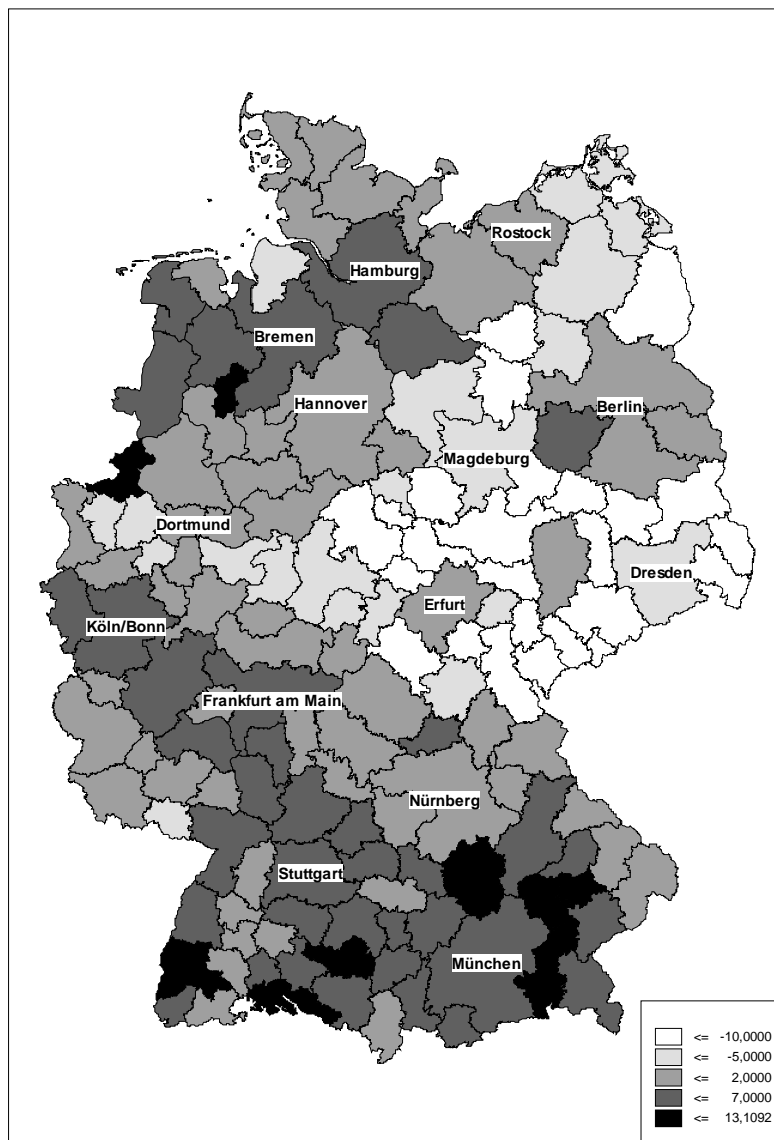 Rostock
Hamburg
Bremen
Hannover
Berlin
Magdeburg
Dortmund
Dresden
Erfurt
Köln/Bonn
Frankfurt am Main
Nürnberg
Stuttgart
München
<= -10,0000
<= -5,0000
<= 2,0000
<= 7,0000
<= 13,1092